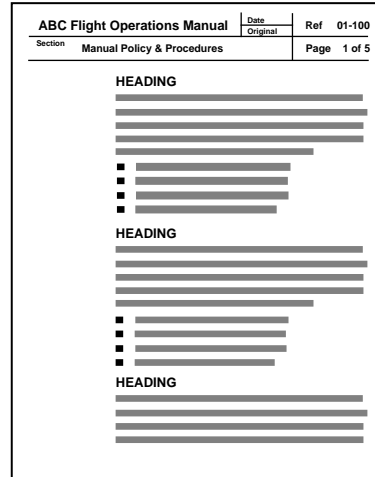 ABC Flight Operations Manual Date Original Ref 01-100
Section Manual Policy & Procedures Page 1 of 5
HEADING
HEADING
HEADING